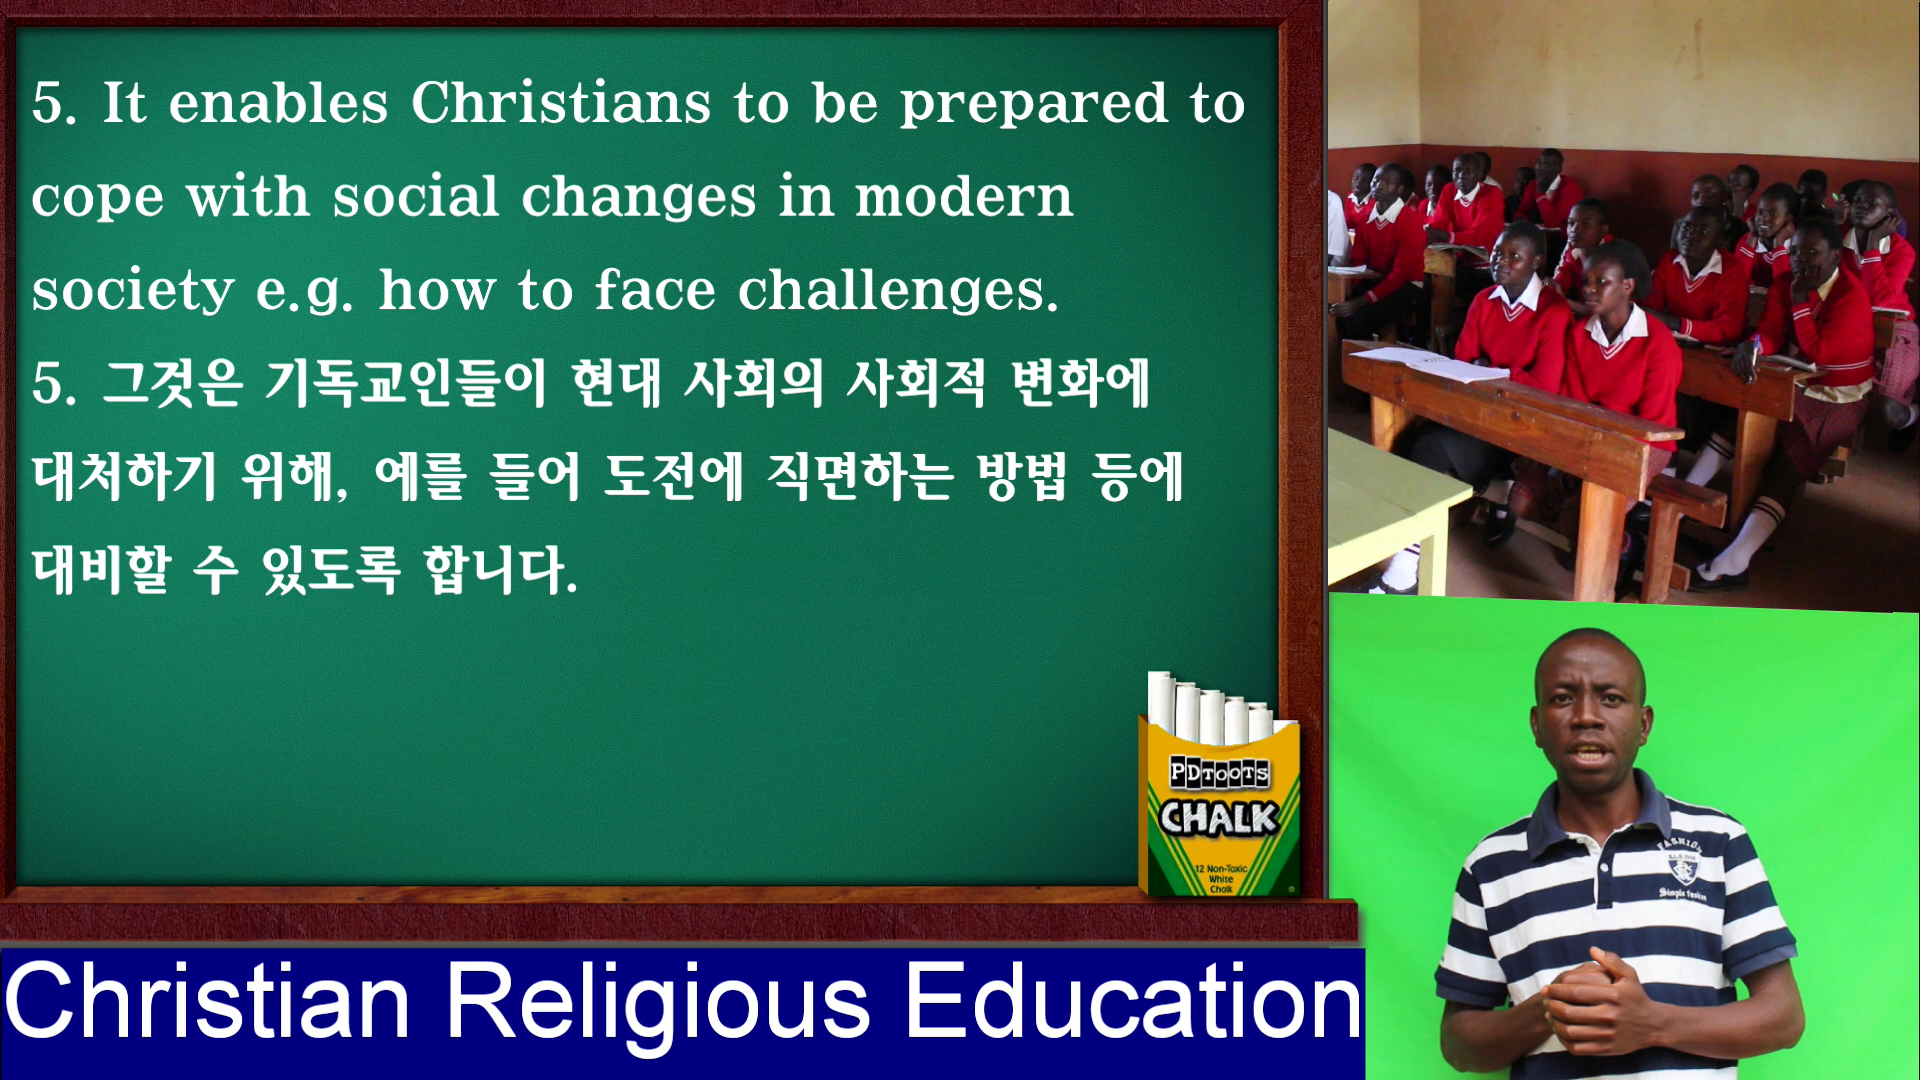 5. It enables Christians to be prepared to
cope with social changes in modern
society e.g. how to face challenges.
5. 그것은 기독교인들이 현대 사회의 사회적 변화에
대처하기 위해, 예를 들어 도전에 직면하는 방법 등에
대비할 수 있도록 합니다.
PDTOOTS
CHALK
12 Non-Toxic
White
Chalk
FASHION
Simple fashion
Christian Religious Education